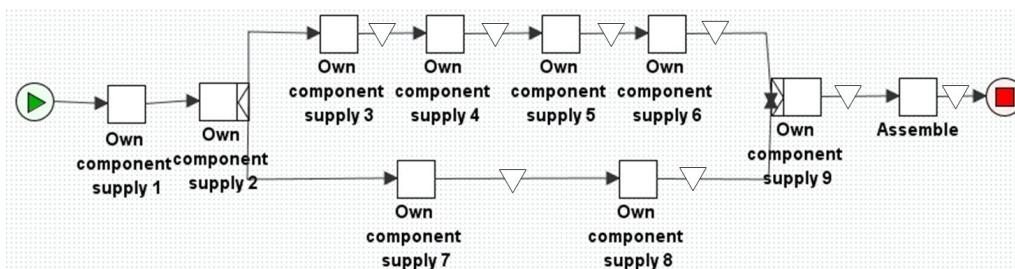 Own
component
supply 3
Own
component
supply 4
Own
component
supply 5
Own
component
supply 6
Own
component
supply 1
Own
component
supply 2
Own
component
supply 9
Assemble
Own
component
supply 7
Own
component
supply 8